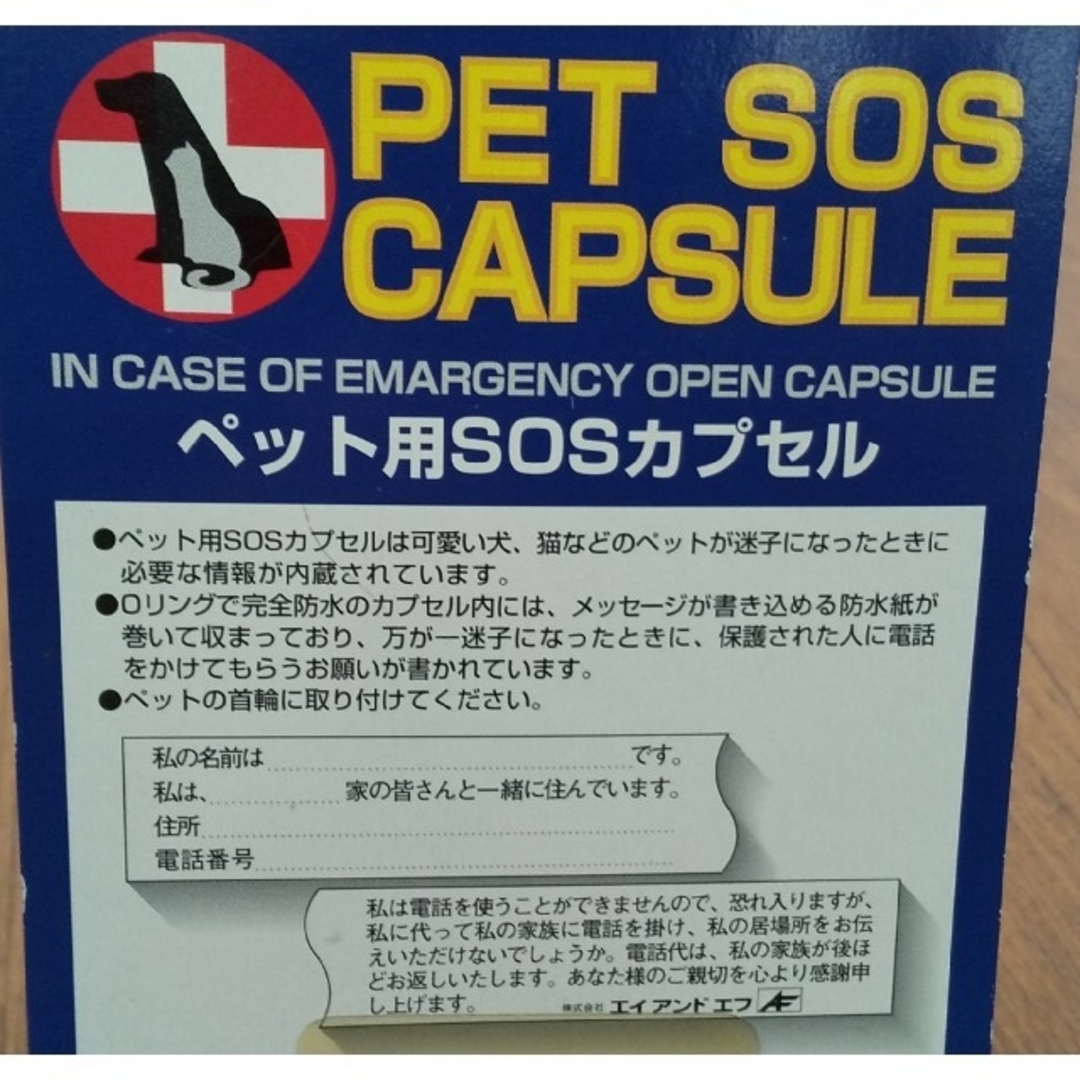 PET SOS
CAPSULE
IN CASE OF EMARGENCY OPEN CAPSULE
ペット用SOSカプセル
●ペット用SOSカプセルは可愛い犬、猫などのペットが迷子になったときに
必要な情報が内蔵されています。
●Oリングで完全防水のカプセル内には、メッセージが書き込める防水紙が
巻いて収まっており、万が一迷子になったときに、保護された人に電話
をかけてもらうお願いが書かれています。
●ペットの首輪に取り付けてください。
私の名前は です。
私は、 家の皆さんと一緒に住んでいます。
住所
電話番号
私は電話を使うことができませんので、恐れ入りますが、
私に代って私の家族に電話を掛け、私の居場所をお伝
えいただけないでしょうか。電話代は、私の家族が後ほ
どお返しいたします。あなた様のご親切を心より感謝申
し上げます。 株式会社 エイ アンド エフ AF